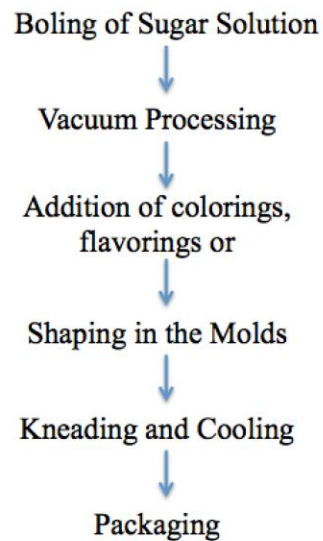 Boling of Sugar Solution
Vacuum Processing
Addition of colorings,
flavorings or
Shaping in the Molds
Kneading and Cooling
Packaging